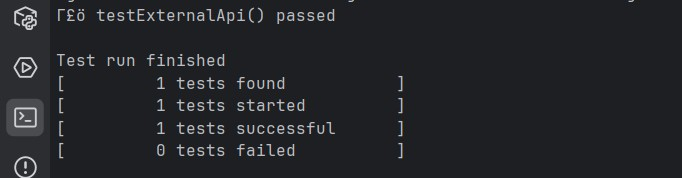 Γ£ö testExternalApi() passed
Test run finished
[         1 tests found           ]
[         1 tests started         ]
[         1 tests successful      ]
[         0 tests failed          ]